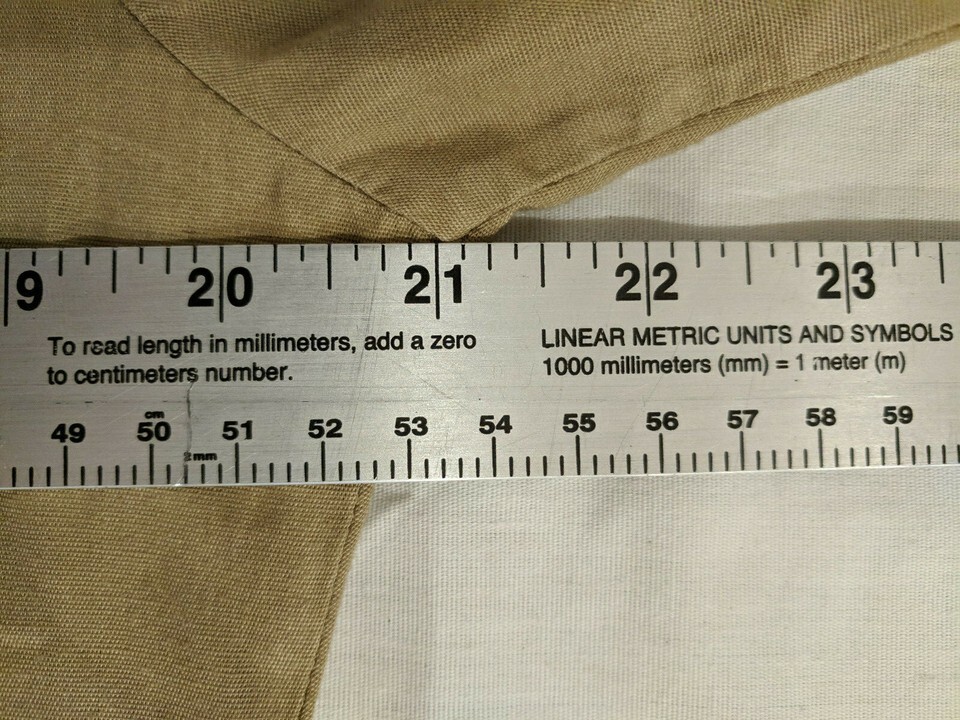 9 20 21 22 23
To read length in millimeters, add a zero
to centimeters number.
LINEAR METRIC UNITS AND SYMBOLS
1000 millimeters (mm) = 1 meter (m)
cm
49 50 51 52 53 54 55 56 57 58 59
2mm